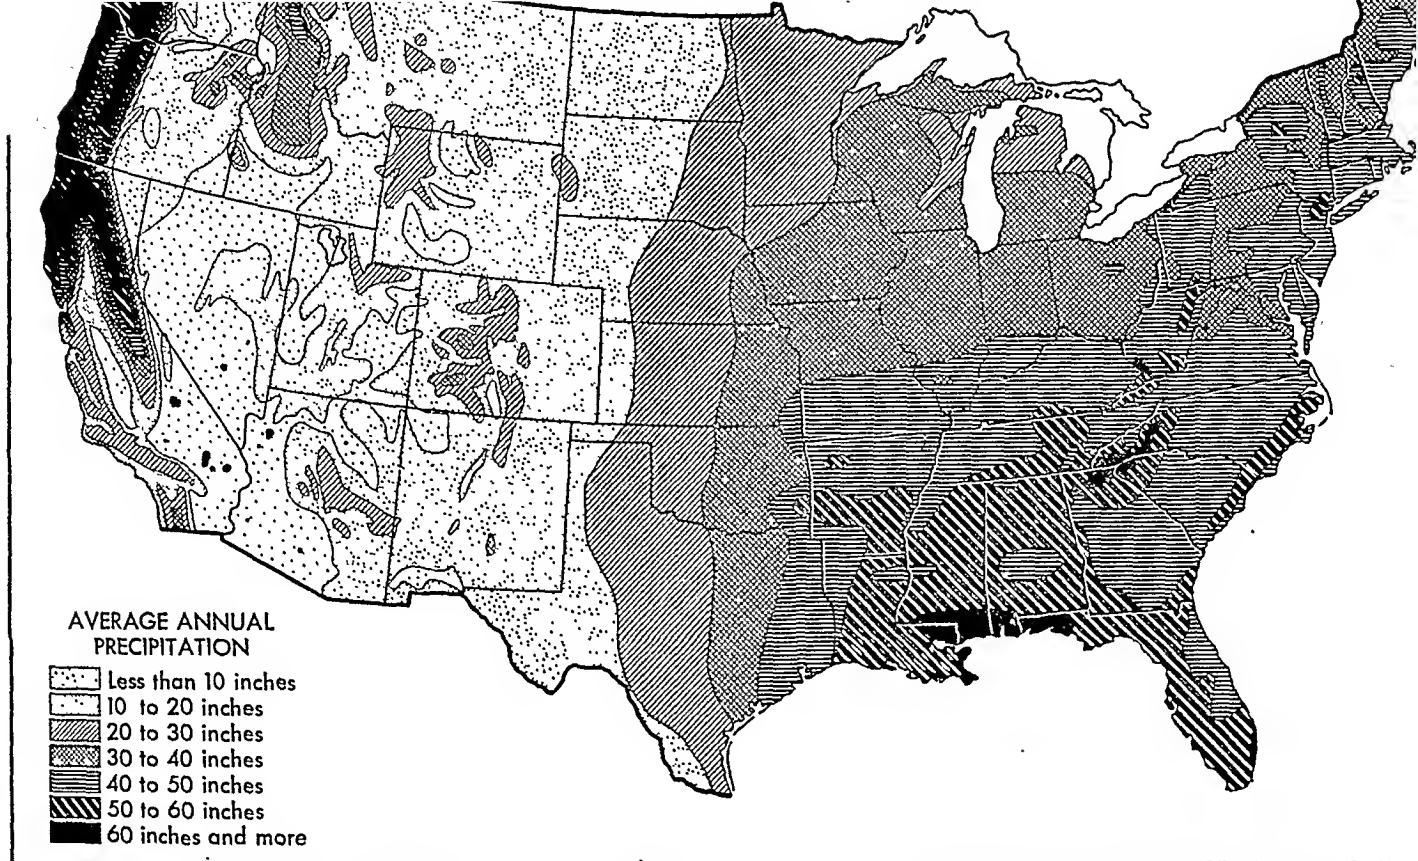 AVERAGE ANNUAL
PRECIPITATION
Less than 10 inches
10 to 20 inches
20 to 30 inches
30 to 40 inches
40 to 50 inches
50 to 60 inches
60 inches and more